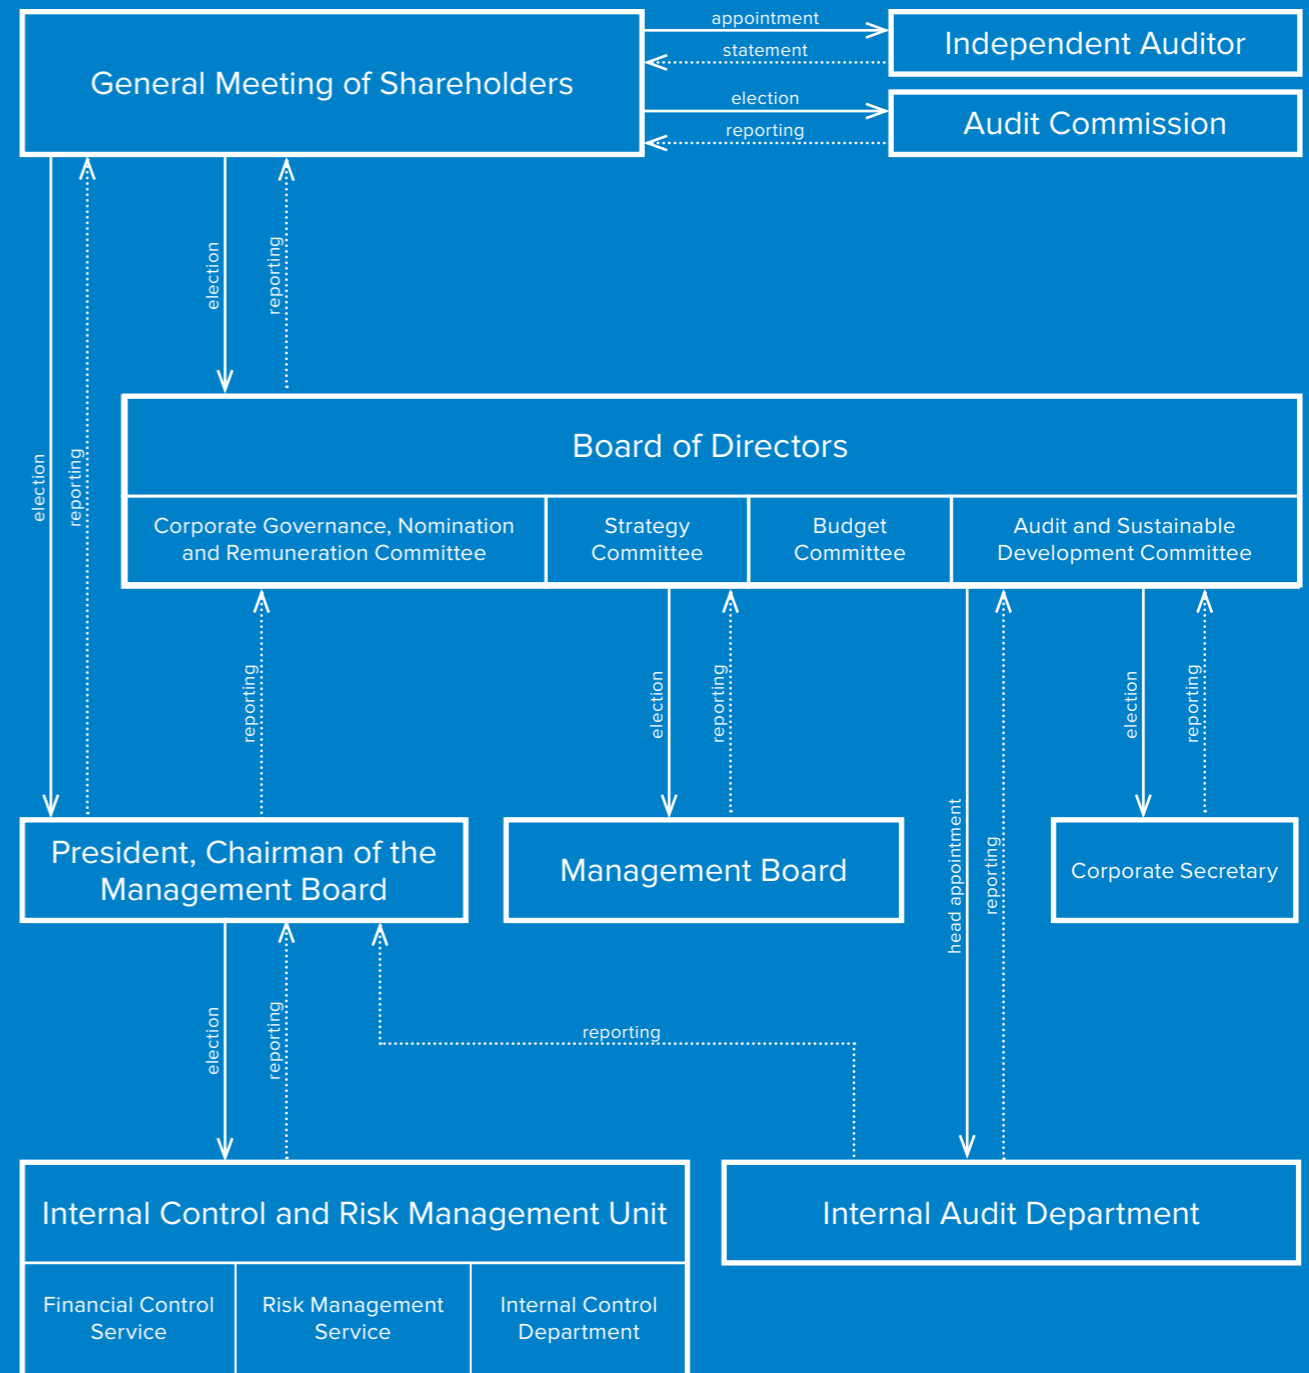 appointment
Independent Auditor
statement
General Meeting of Shareholders
election
Audit Commission
reporting
election
reporting
election
reporting
Board of Directors
Corporate Governance, Nomination
and Remuneration Committee
Strategy
Committee
Budget
Committee
Audit and Sustainable
Development Committee
reporting
election
reporting
head appointment
reporting
election
reporting
President, Chairman of the
Management Board
Management Board
Corporate Secretary
election
reporting
reporting
Internal Control and Risk Management Unit
Internal Audit Department
Financial Control
Service
Risk Management
Service
Internal Control
Department